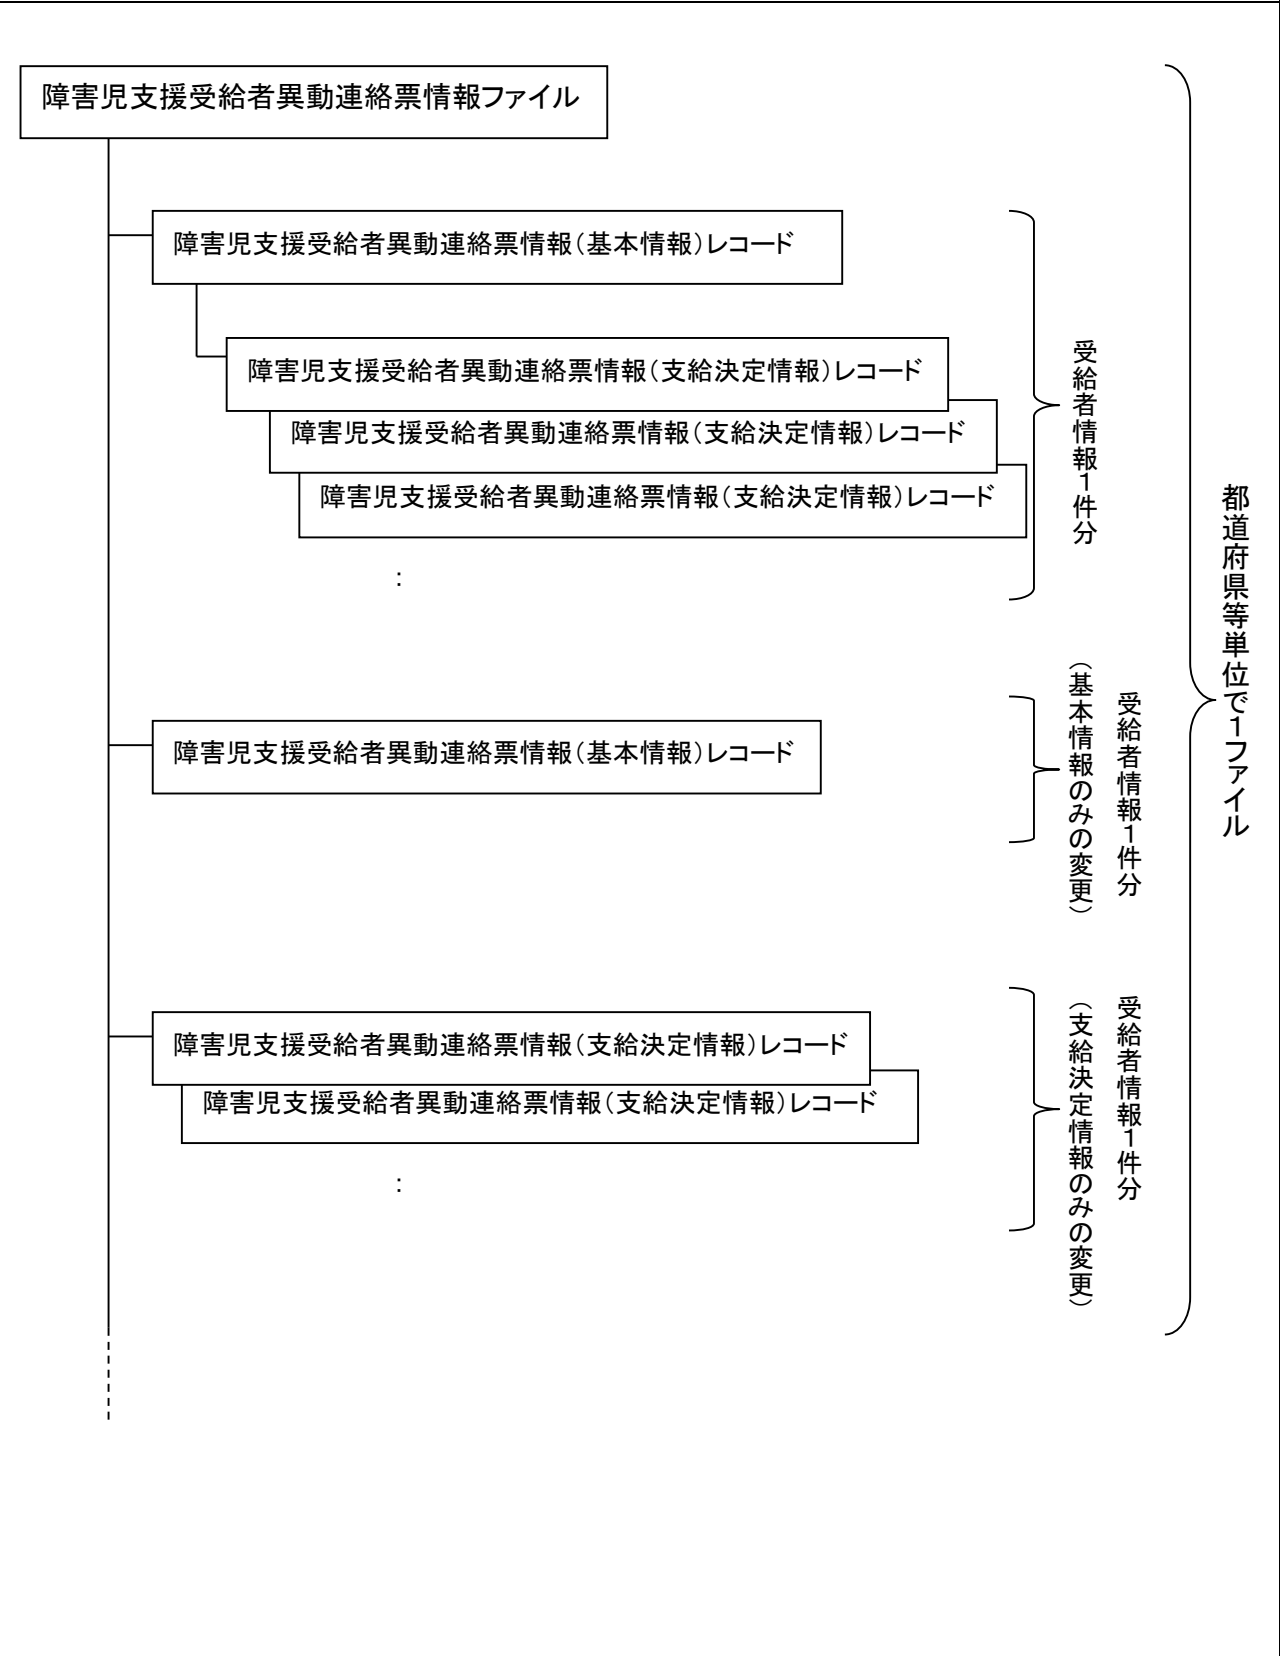 障害児支援受給者異動連絡票情報ファイル
障害児支援受給者異動連絡票情報（基本情報）レコード
障害児支援受給者異動連絡票情報（支給決定情報）レコード
障害児支援受給者異動連絡票情報（支給決定情報）レコード
障害児支援受給者異動連絡票情報（支給決定情報）レコード
：
受給者情報１件分
障害児支援受給者異動連絡票情報（基本情報）レコード
受給者情報１件分
（基本情報のみの変更）
障害児支援受給者異動連絡票情報（支給決定情報）レコード
障害児支援受給者異動連絡票情報（支給決定情報）レコード
：
受給者情報１件分
（支給決定情報のみの変更）
都道府県等単位で１ファイル